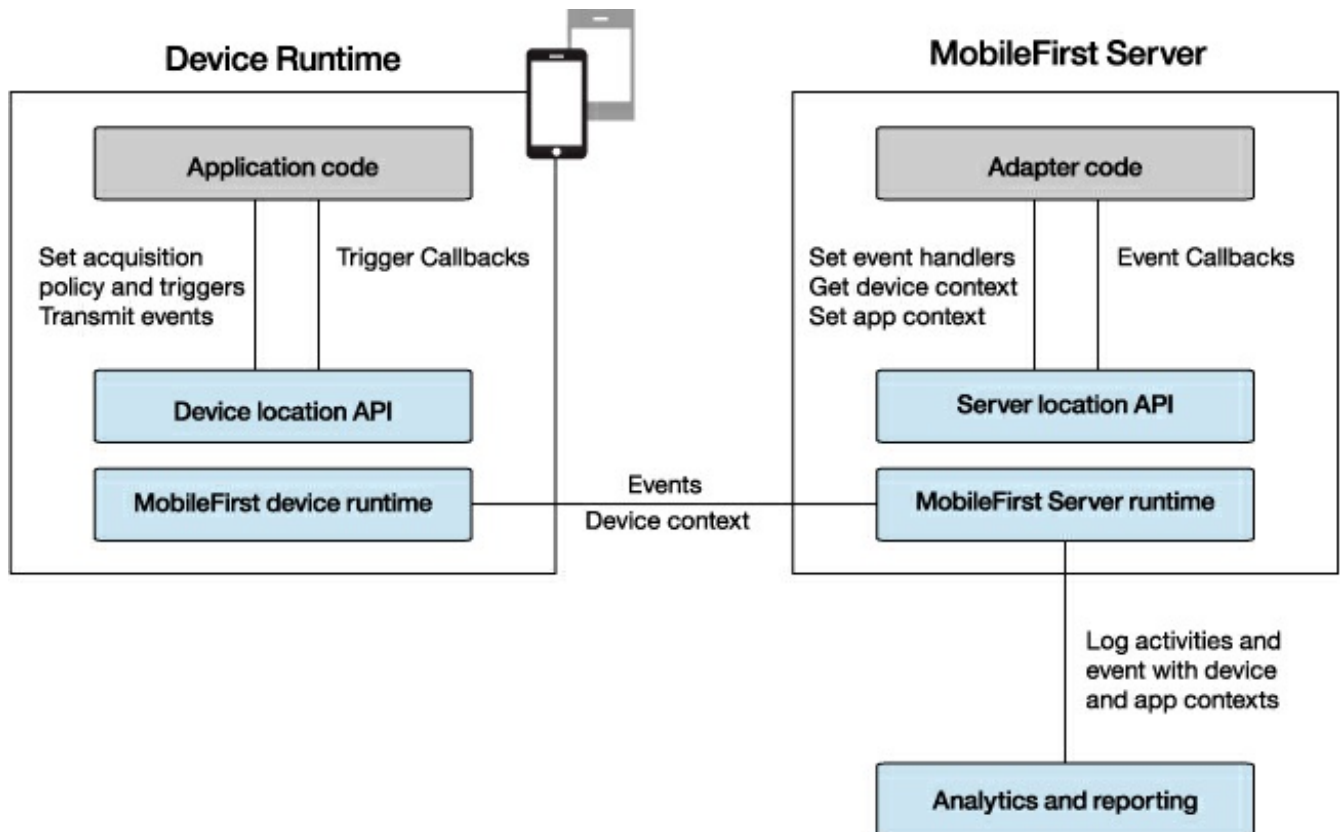 Device Runtime
MobileFirst Server
Application code
Adapter code
Set acquisition
policy and triggers
Transmit events
Trigger Callbacks
Set event handlers
Get device context
Set app context
Event Callbacks
Device location API
Server location API
MobileFirst device runtime
Events
Device context
MobileFirst Server runtime
Log activities and
event with device
and app contexts
Analytics and reporting